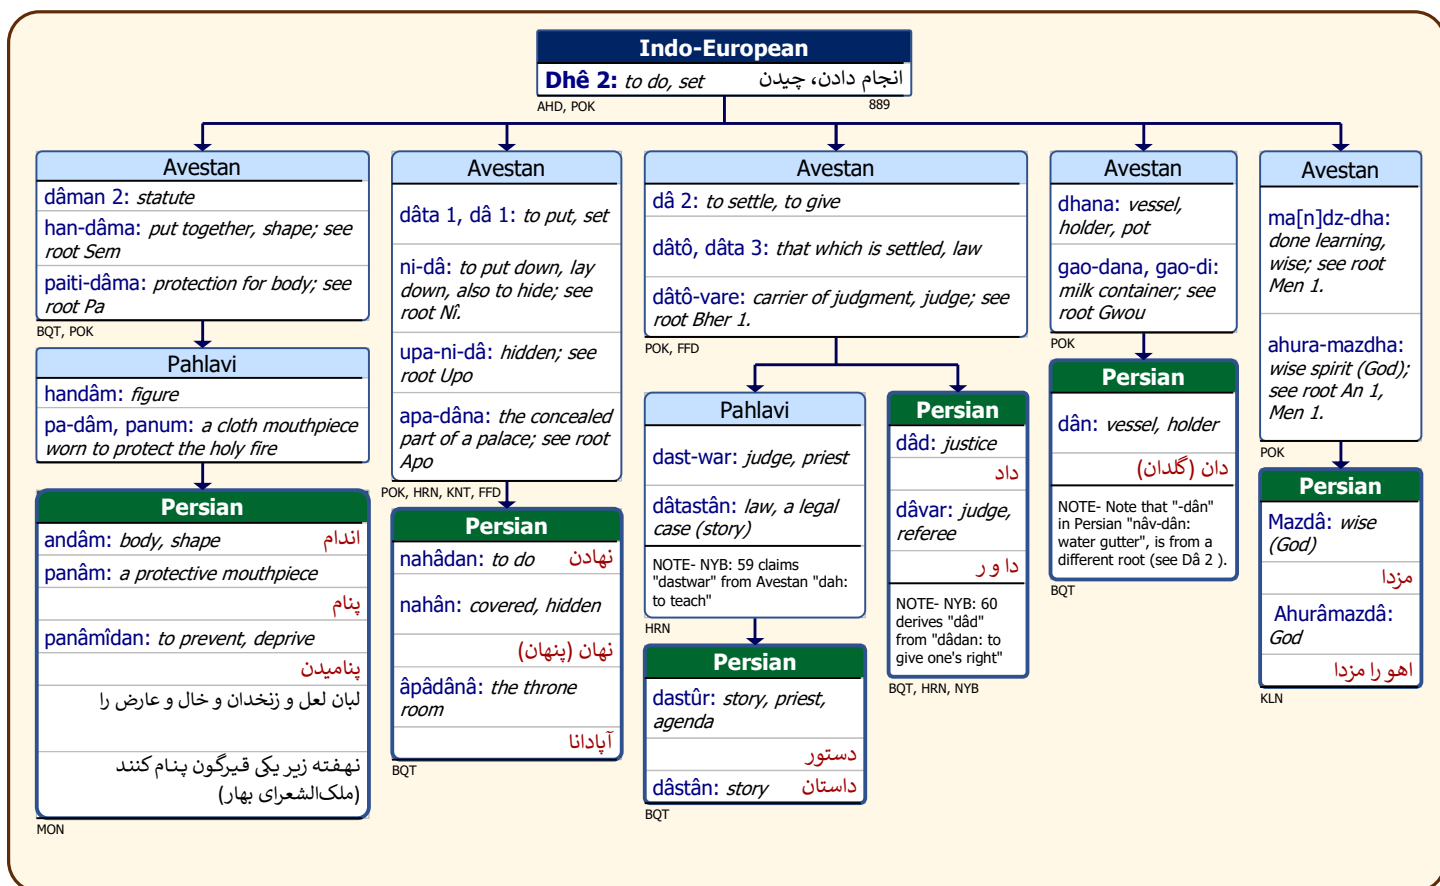 Indo-European
Dhê 2: to do, set انجام دادن، چیدن
AHD, POK 889
Avestan
dâman 2: statute
han-dâma: put together, shape; see
root Sem
paiti-dâma: protection for body; see
root Pa
BQT, POK
Pahlavi
handâm: figure
pa-dâm, panum: a cloth mouthpiece
worn to protect the holy fire
Persian
andâm: body, shape اندام
panâm: a protective mouthpiece
پنام
panâmîdan: to prevent, deprive
پنامیدن
لبان لعل و زنخدان و خال و عارض را
نهفته زیر یکی قیرگون پنام کنند
(ملک‌الشعرای بهار)
MON
Avestan
dâta 1, dâ 1: to put, set
ni-dâ: to put down, lay
down, also to hide; see
root Nî.
upa-ni-dâ: hidden; see
root Upo
apa-dâna: the concealed
part of a palace; see root
Apo
POK, HRN, KNT, FFD
Persian
nahâdan: to do نهادن
nahân: covered, hidden
نهان (پنهان)
âpâdânâ: the throne
room
آپادانا
BQT
Avestan
dâ 2: to settle, to give
dâtô, dâta 3: that which is settled, law
dâtô-vare: carrier of judgment, judge; see
root Bher 1.
POK, FFD
Pahlavi
dast-war: judge, priest
dâtastân: law, a legal
case (story)
NOTE- NYB: 59 claims
"dastwar" from Avestan "dah:
to teach"
HRN
Persian
dastûr: story, priest,
agenda
دستور
dâstân: story داستان
BQT
Persian
dâd: justice
داد
dâvar: judge,
referee
دا و ر
NOTE- NYB: 60
derives "dâd"
from "dâdan: to
give one's right"
BQT, HRN, NYB
Avestan
dhana: vessel,
holder, pot
gao-dana, gao-di:
milk container; see
root Gwou
POK
Persian
dân: vessel, holder
دان (گلدان)
NOTE- Note that "-dân"
in Persian "nâv-dân:
water gutter", is from a
different root (see Dâ 2 ).
BQT
Avestan
ma[n]dz-dha:
done learning,
wise; see root
Men 1.
ahura-mazdha:
wise spirit (God);
see root An 1,
Men 1.
POK
Persian
Mazdâ: wise
(God)
مزدا
Ahurâmazdâ:
God
اهو را مزدا
KLN